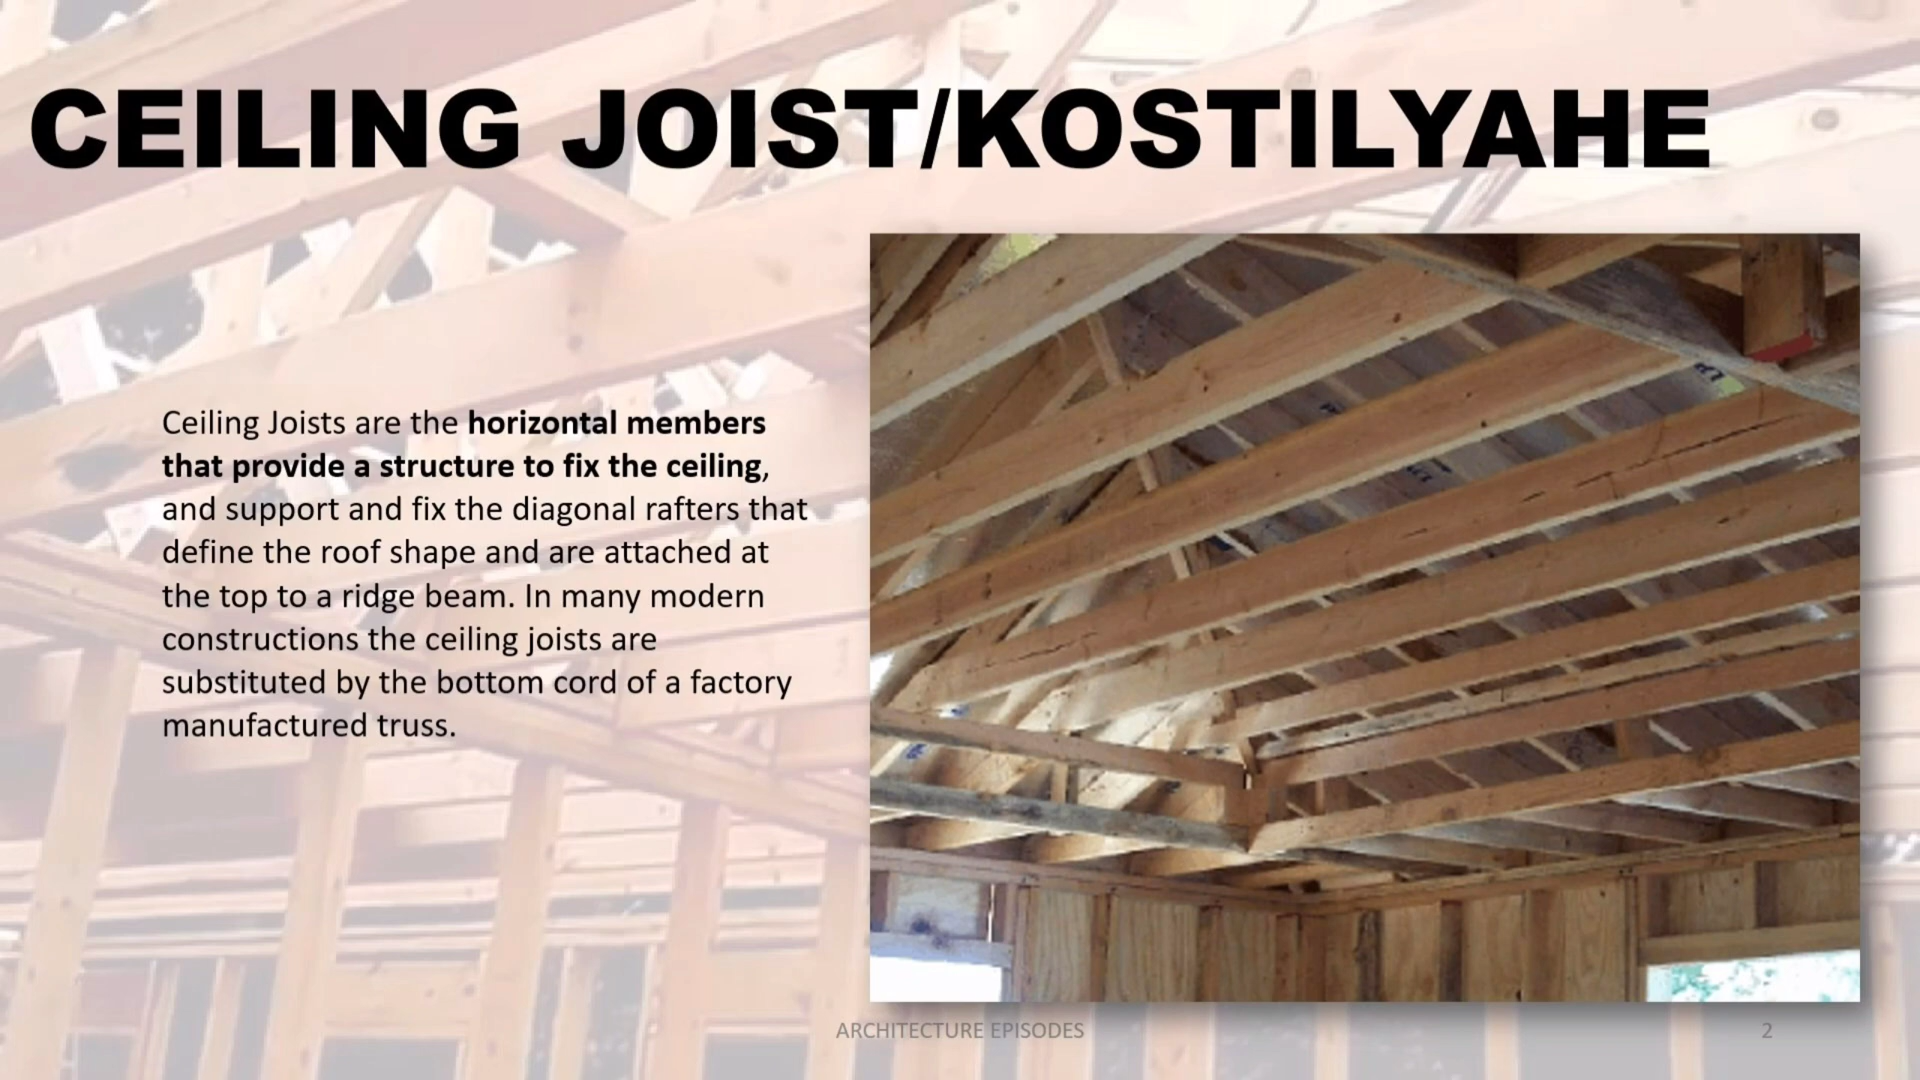 CEILING JOIST/KOSTILYAHE
Ceiling Joists are the horizontal members
that provide a structure to fix the ceiling,
and support and fix the diagonal rafters that
define the roof shape and are attached at
the top to a ridge beam. In many modern
constructions the ceiling joists are
substituted by the bottom cord of a factory
manufactured truss.
ARCHITECTURE EPISODES
2